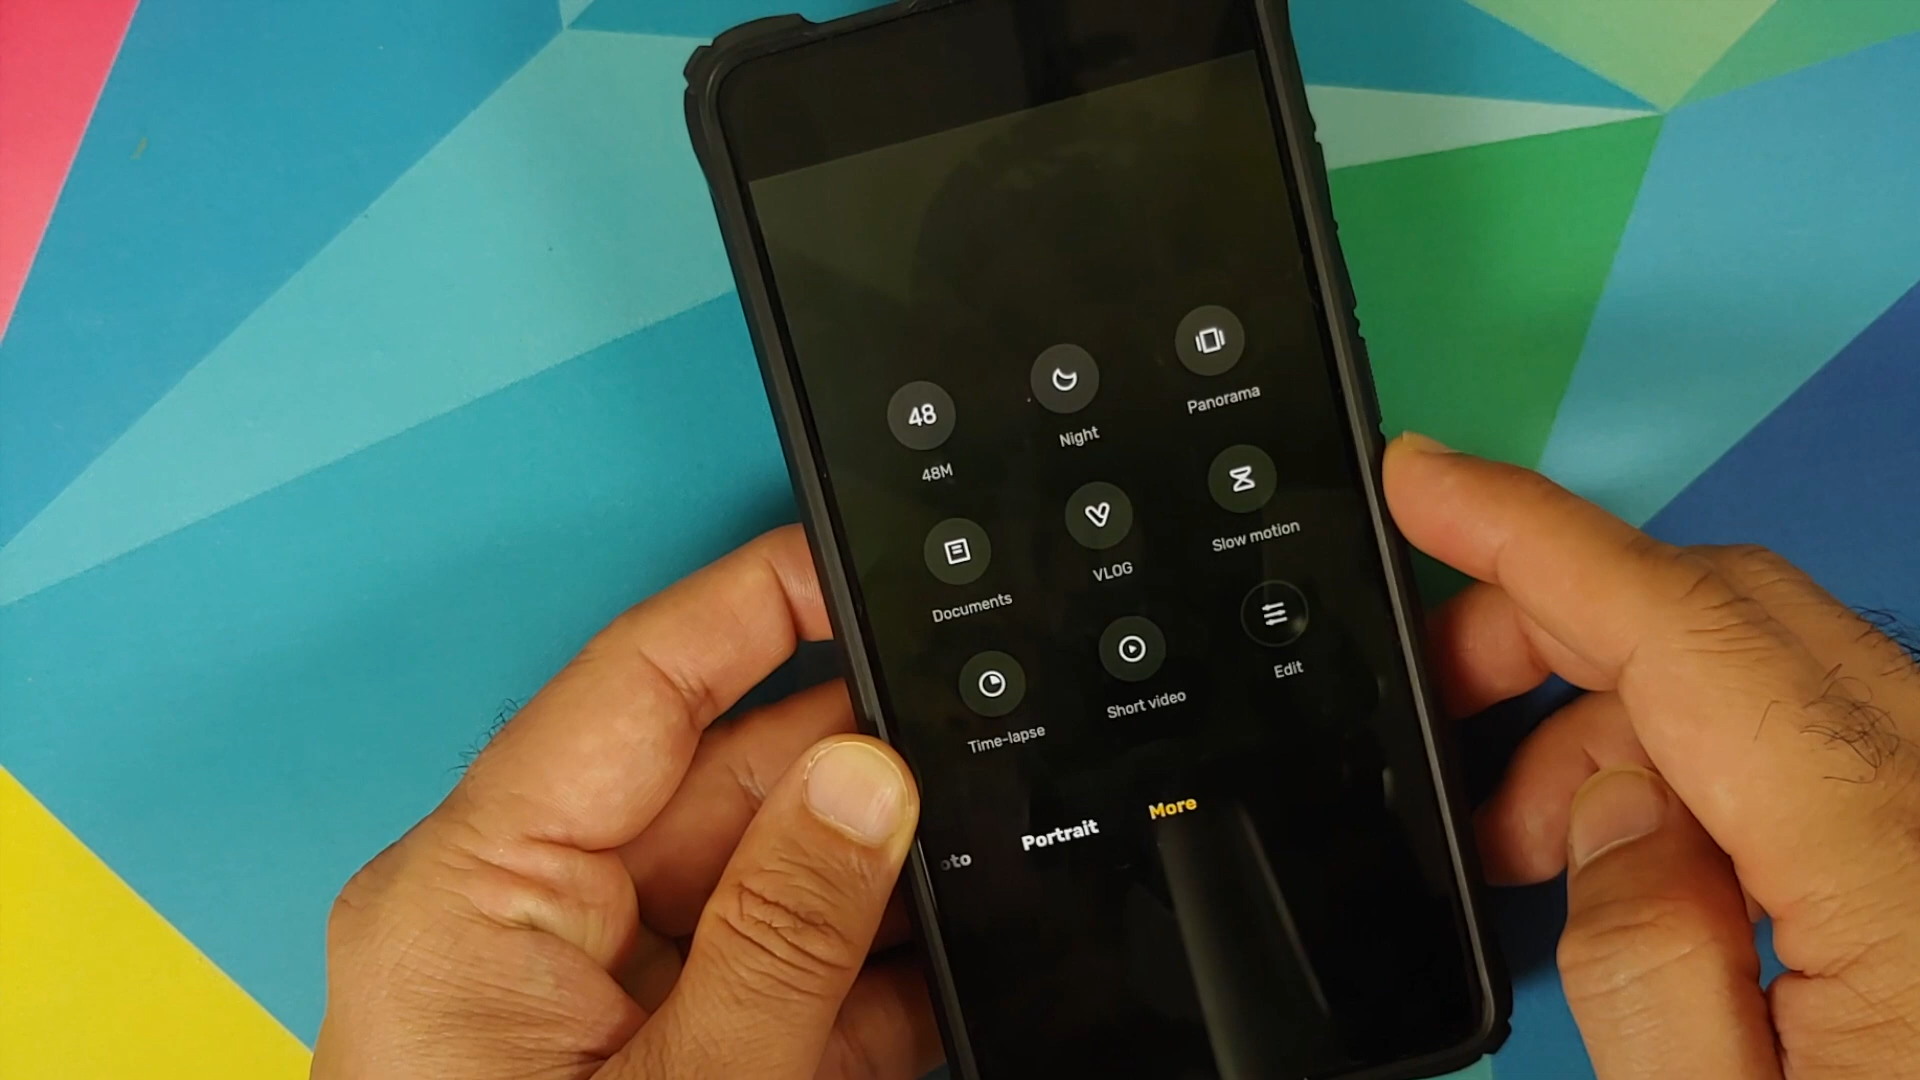 48
48M
Night
Panorama
Documents
VLOG
Slow motion
Time-lapse
Short video
Edit
oto
Portrait
More